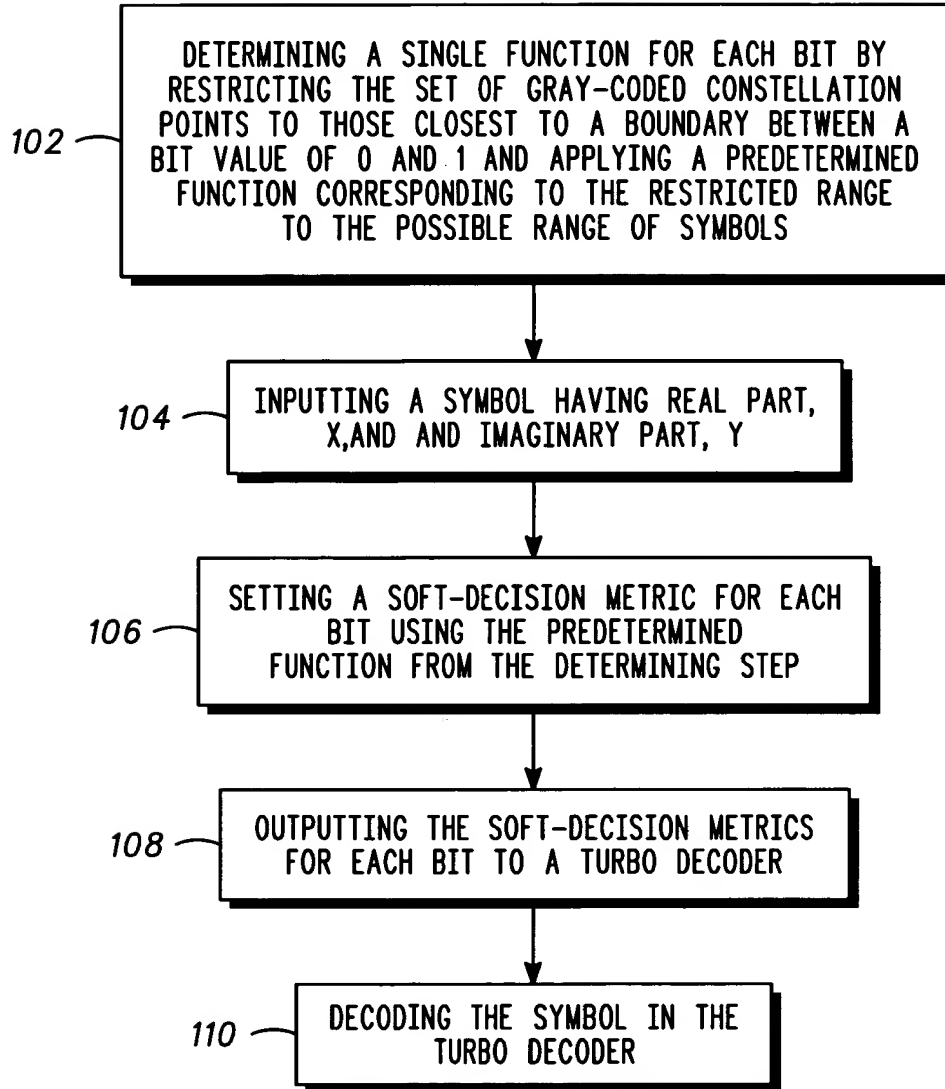 DETERMINING A SINGLE FUNCTION FOR EACH BIT BY
RESTRICTING THE SET OF GRAY-CODED CONSTELLATION
POINTS TO THOSE CLOSEST TO A BOUNDARY BETWEEN A
BIT VALUE OF 0 AND 1 AND APPLYING A PREDETERMINED
FUNCTION CORRESPONDING TO THE RESTRICTED RANGE
TO THE POSSIBLE RANGE OF SYMBOLS
102
INPUTTING A SYMBOL HAVING REAL PART,
X,AND AND IMAGINARY PART, Y
104
SETTING A SOFT-DECISION METRIC FOR EACH
BIT USING THE PREDETERMINED
FUNCTION FROM THE DETERMINING STEP
106
OUTPUTTING THE SOFT-DECISION METRICS
FOR EACH BIT TO A TURBO DECODER
108
DECODING THE SYMBOL IN THE
TURBO DECODER
110